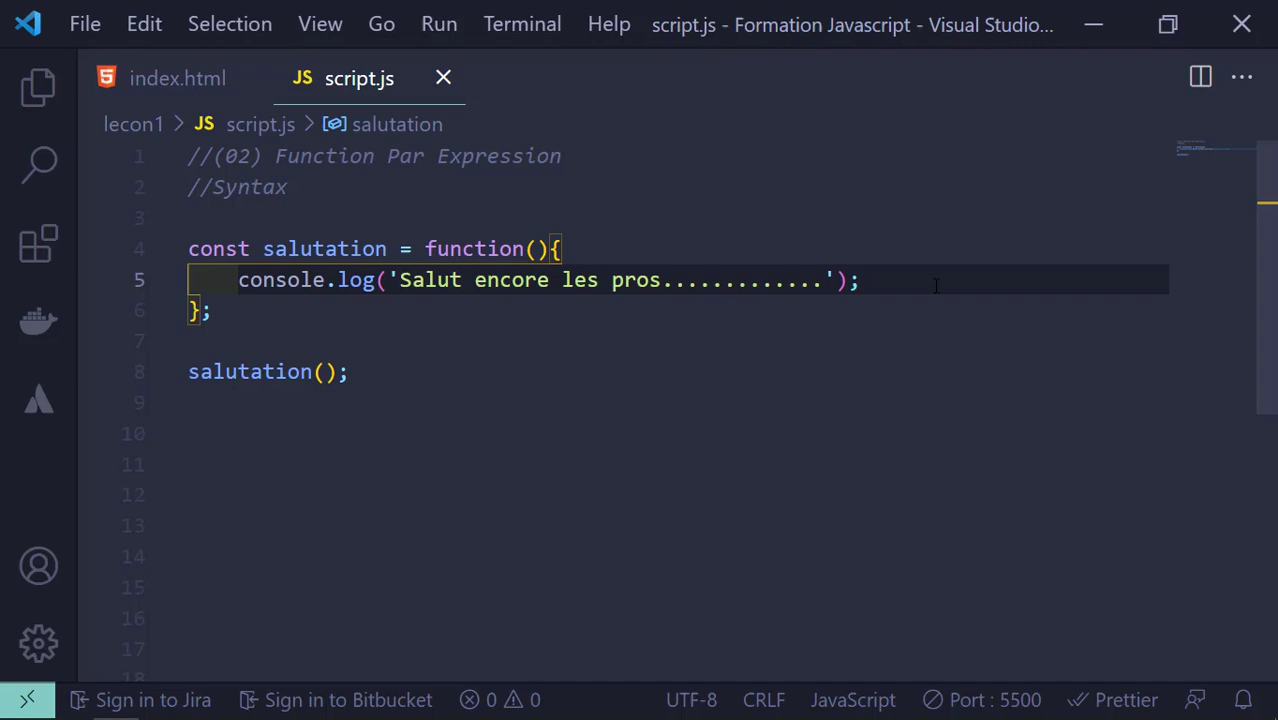 File Edit Selection View Go Run Terminal Help script.js - Formation Javascript - Visual Studio...
index.html JS script.js
lecon1 > JS script.js > salutation
1 //(02) Function Par Expression
2 //Syntax
3
4 const salutation = function(){
5 console.log('Salut encore les pros.............');
6 };
7
8 salutation();
9
10
11
12
13
14
15
16
17
18
Sign in to Jira Sign in to Bitbucket 0 0 UTF-8 CRLF JavaScript Port : 5500 Prettier